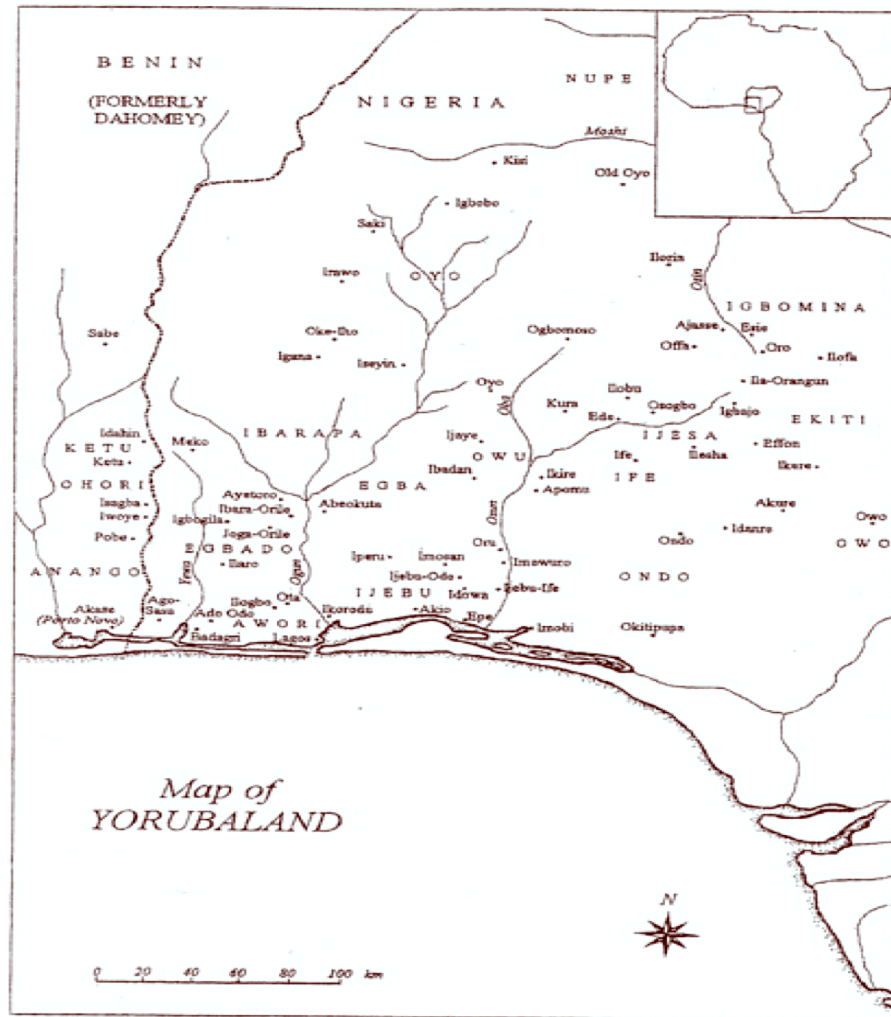 BENIN
(FORMERLY
DAHOMEY)
NUPE
NIGERIA
Moshi
Kisi
Old Oyo
Igbobo
Saki
Ilorin
Irawo
OYO
Osin
IGBOMINA
Sabe
Oke-Iho
Ogbomoso
Ajasse
Esie
Offa
Oro
Igana
Iseyin
Ilofa
Oyo
Ilobu
Ila-Orangun
Oba
Kura
Ede
Osogbo
Igbajo
EKITI
Idahin
IBARAPA
Ijaye
IJESA
KETU
Meko
OWU
Effon
Ketu
Ibadan
Ife
Ilesha
Ikere
OHORI
EGBA
Ikire
IFE
Ayetoro
Apomu
Isagba
Ibara-Orile
Abeokuta
Akure
Iwoye
Igbogila
Owo
Joga-Orile
Idanre
OWO
Pobe
EGBADO
Oru
Ondo
Yewa
Ilaro
Iperu
Imosan
Imowuro
ANANGO
Ogun
Ijebu-Ode
ONDO
IJEBU
Idowa
Ijebu-Ife
Akase
(Porto Novo)
Ago-
Sasa
Ado Odo
Ilogbo
Ota
Ikorodu
Akio
Epe
AWORI
Imobi
Okitipupa
Badagri
Lagos
Map of
YORUBALAND
N
0 20 40 60 80 100 km